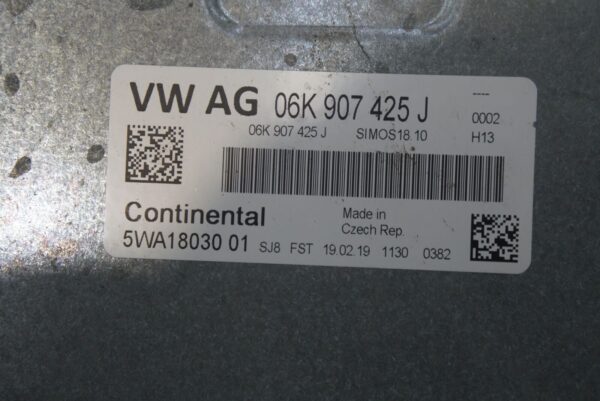 VW AG 06K 907 425 J
--- 0002
06K 907 425 J SIMOS18.10 H13
Continental Made in
Czech Rep.
5WA18030 01 SJ8 FST 19.02.19 1130 0382